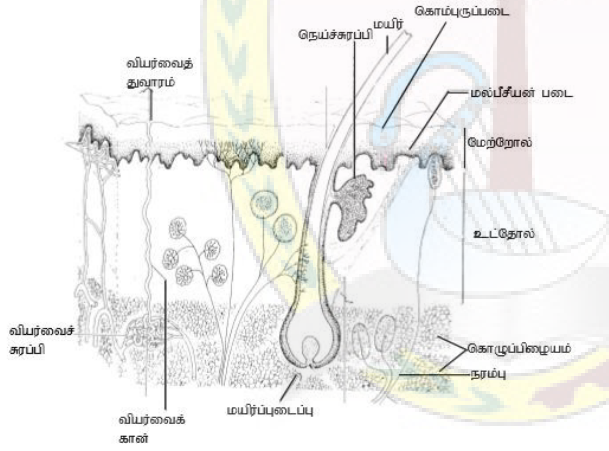 கொம்புருப்படை
மயிர்
நெய்ச்சுரப்பி
வியர்வைத்
துவாரம்
மல்பீசியன் படை
மேற்றோல்
உட்தோல்
வியர்வைச்
சுரப்பி
கொழுப்பிழையம்
நரம்பு
மயிர்ப்புடைப்பு
வியர்வைக்
கான்